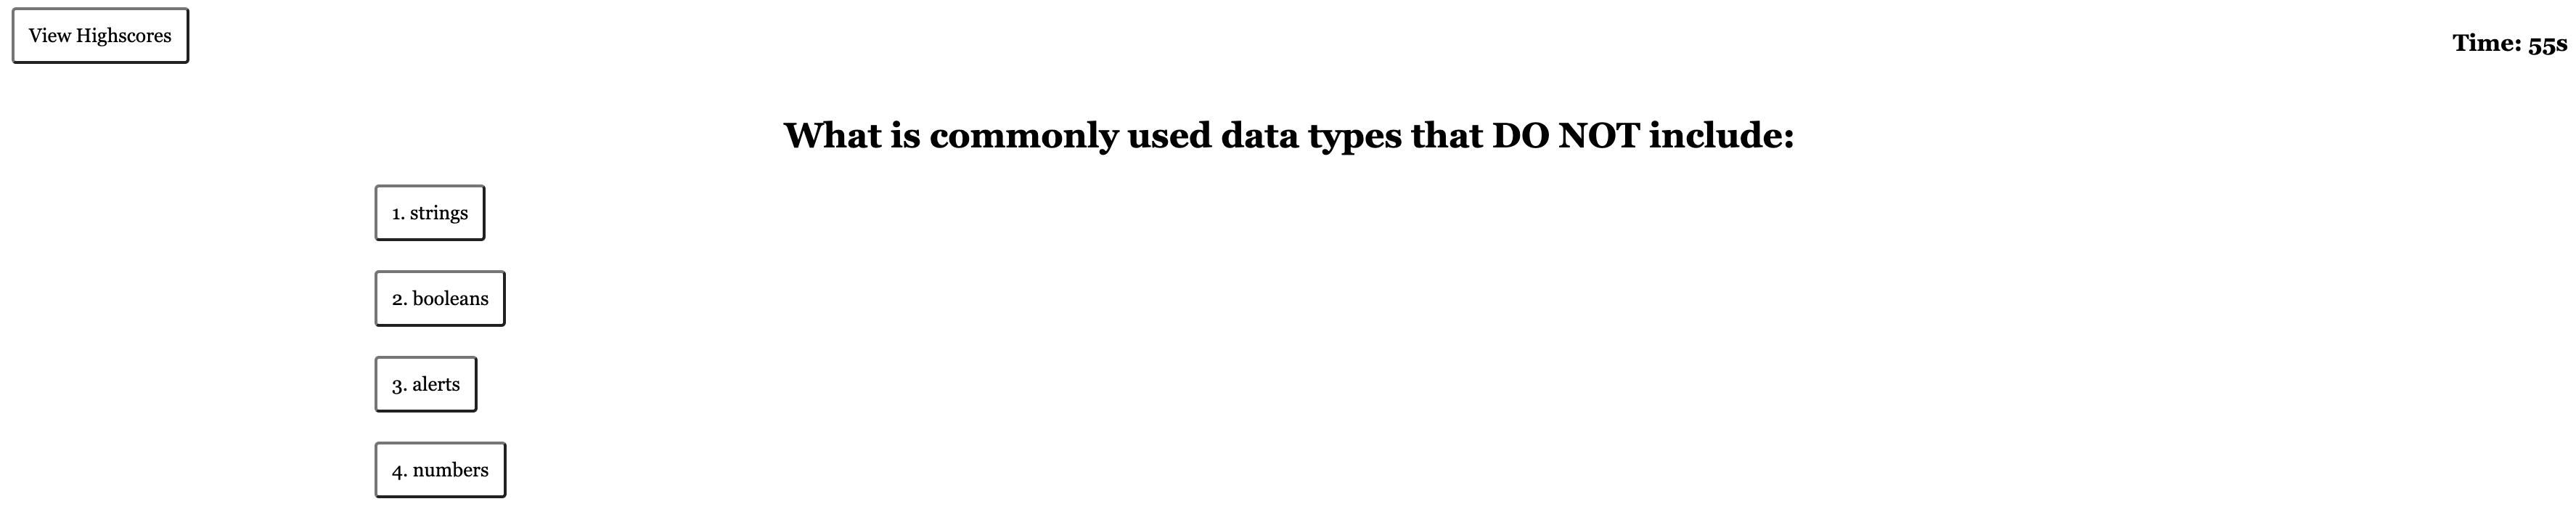 View Highscores
Time: 55s
What is commonly used data types that DO NOT include:
1. strings
2. booleans
3. alerts
4. numbers